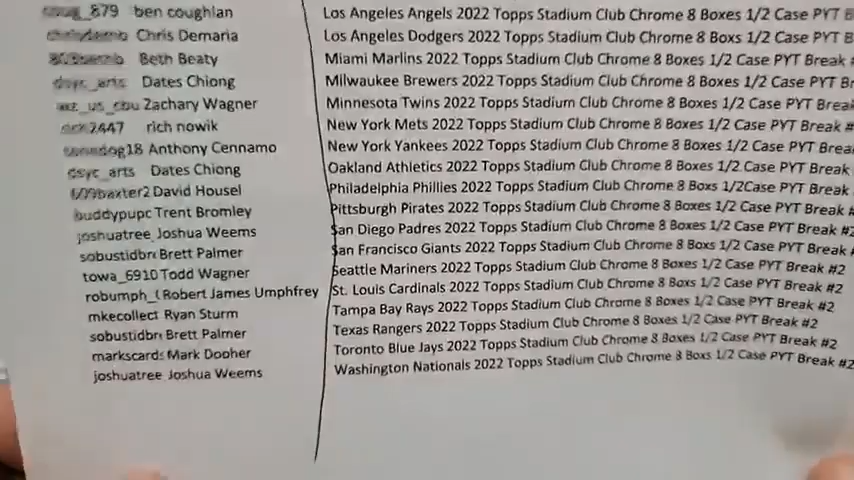 _879 ben coughlan Los Angeles Angels 2022 Topps Stadium Club Chrome 8 Boxes 1/2 Case PYT B
Chris Demaria Los Angeles Dodgers 2022 Topps Stadium Club Chrome 8 Boxes 1/2 Case PYT B
Beth Beaty Miami Marlins 2022 Topps Stadium Club Chrome 8 Boxes 1/2 Case PYT Break #
dsyc_arts Dates Chiong Milwaukee Brewers 2022 Topps Stadium Club Chrome 8 Boxes 1/2 Case PYT Br
Zachary Wagner Minnesota Twins 2022 Topps Stadium Club Chrome 8 Boxes 1/2 Case PYT Break
rich nowik New York Mets 2022 Topps Stadium Club Chrome 8 Boxes 1/2 Case PYT Break #
Anthony Cennamo New York Yankees 2022 Topps Stadium Club Chrome 8 Boxes 1/2 Case PYT Break
dsyc_arts Dates Chiong Oakland Athletics 2022 Topps Stadium Club Chrome 8 Boxes 1/2 Case PYT Break
609baxter2 David Housel Philadelphia Phillies 2022 Topps Stadium Club Chrome 8 Boxs 1/2Case PYT Break
buddypupc Trent Bromley Pittsburgh Pirates 2022 Topps Stadium Club Chrome 8 Boxes 1/2 Case PYT Break #
joshuatree_ Joshua Weems San Diego Padres 2022 Topps Stadium Club Chrome 8 Boxes 1/2 Case PYT Break #2
sobustidbr Brett Palmer San Francisco Giants 2022 Topps Stadium Club Chrome 8 Boxs 1/2 Case PYT Break #
towa_6910 Todd Wagner Seattle Mariners 2022 Topps Stadium Club Chrome 8 Boxes 1/2 Case PYT Break #2
robumph_( Robert James Umphfrey St. Louis Cardinals 2022 Topps Stadium Club Chrome 8 Boxs 1/2 Case PYT Break #2
mkecollect Ryan Sturm Tampa Bay Rays 2022 Topps Stadium Club Chrome 8 Boxes 1/2 Case PYT Break #2
sobustidbr Brett Palmer Texas Rangers 2022 Topps Stadium Club Chrome 8 Boxes 1/2 Case PYT Break #2
markscards Mark Dooher Toronto Blue Jays 2022 Topps Stadium Club Chrome 8 Boxes 1/2 Case PYT Break #2
joshuatree Joshua Weems Washington Nationals 2022 Topps Stadium Club Chrome 8 Boxs 1/2 Case PYT Break #2